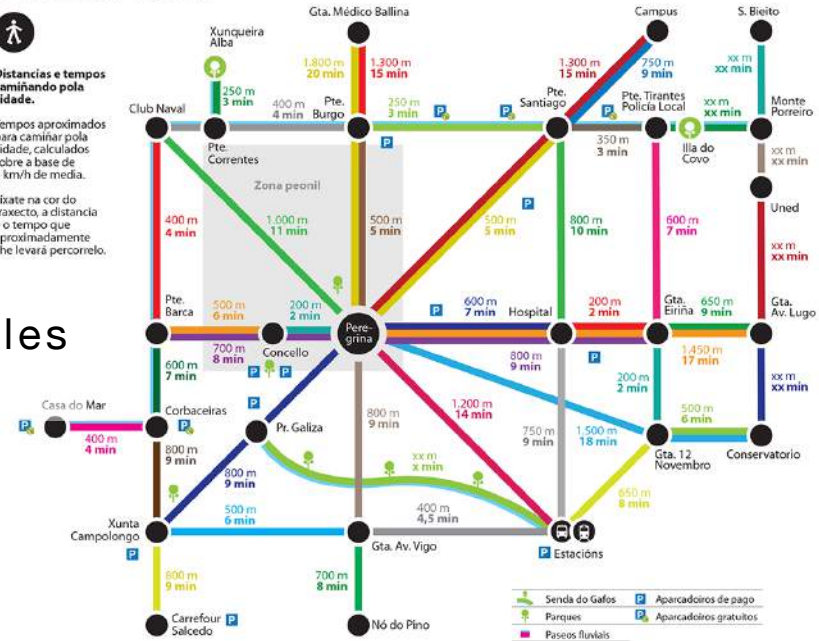 Distancias e tempos
camiñando pola
cidade.
Tempos aproximados
para camiñar pola
cidade, calculados
sobre a base de
km/h de media.
Fíxate na cor do
traxecto, a distancia
e o tempo que
aproximadamente
che levará percorrelo.
les
Gta. Médico Ballina
Campus
S. Bieito
Xunqueira
Alba
1.800 m
20 min
1.300 m
15 min
1.300 m
15 min
750 m
9 min
xx m
xx min
250 m
3 min
Club Naval
400 m
4 min
Pte.
Burgo
250 m
3 min
P
P
Pte.
Santiago
P
Pte. Tirantes
Policía Local
xx m
xx min
Monte
Porreiro
Pte.
Correntes
P
350 m
3 min
Illa do
Covo
xx m
xx min
Zona peonil
Uned
400 m
4 min
1.000 m
11 min
500 m
5 min
500 m
5 min
P
800 m
10 min
600 m
7 min
xx m
xx min
Pte.
Barca
500 m
6 min
200 m
2 min
Pere-
grina
P
600 m
7 min
Hospital
200 m
2 min
Gta.
Eiriña
650 m
9 min
Gta.
Av. Lugo
700 m
8 min
Concello
P
P
800 m
9 min
P
1.450 m
17 min
600 m
7 min
200 m
2 min
xx m
xx min
Casa do Mar
P
400 m
4 min
Corbaceiras
P
P
Pr. Galiza
800 m
9 min
1.200 m
14 min
750 m
9 min
1.500 m
18 min
500 m
6 min
Gta. 12
Novembro
Conservatorio
800 m
9 min
800 m
9 min
xx m
x min
650 m
8 min
Xunta
Campolongo
P
500 m
6 min
400 m
4,5 min
Gta. Av. Vigo
P
Estacións
800 m
9 min
700 m
8 min
Carrefour
Salcedo
P
Nó do Pino
Senda do Gafos
P Aparcadoiros de pago
Parques
P Aparcadoiros gratuitos
Paseos fluviais